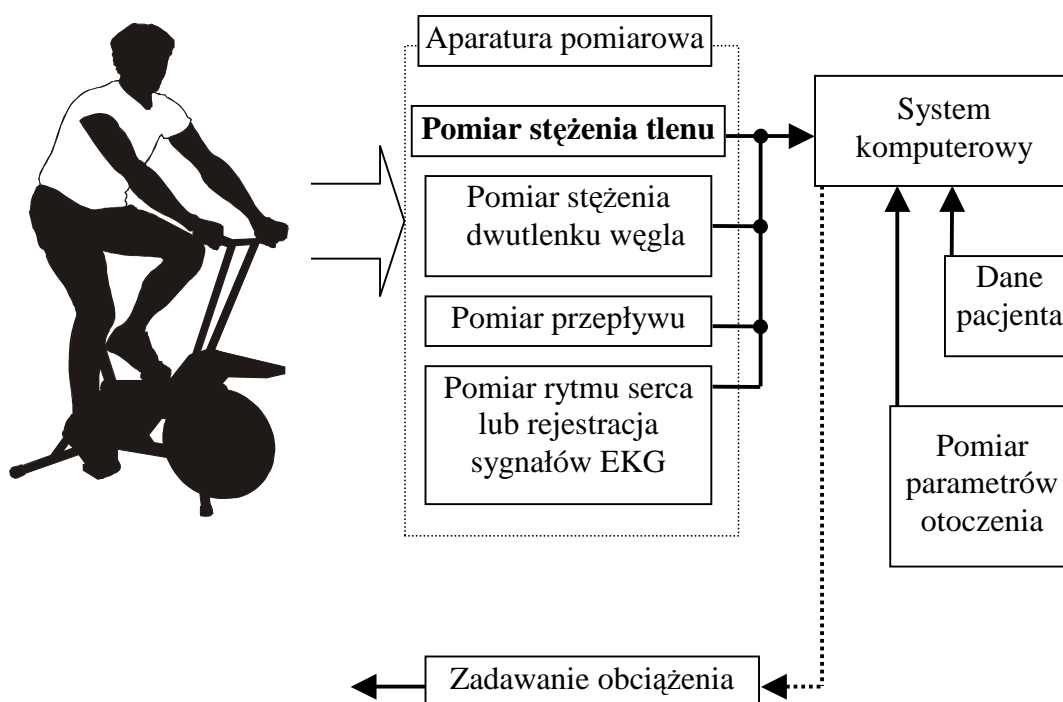 Aparatura pomiarowa
Pomiar stężenia tlenu
Pomiar stężenia
dwutlenku węgla
Pomiar przepływu
Pomiar rytmu serca
lub rejestracja
sygnałów EKG
System
komputerowy
Dane
pacjenta
Pomiar
parametrów
otoczenia
Zadawanie obciążenia